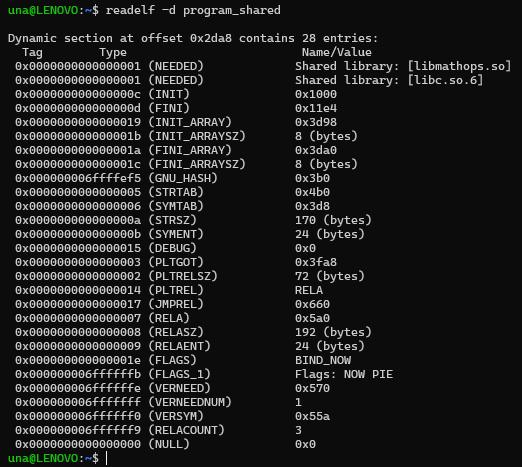 una@LENOVO:~$ readelf -d program_shared
Dynamic section at offset 0x2da8 contains 28 entries:
  Tag        Type                         Name/Value
 0x0000000000000001 (NEEDED)             Shared library: [libmathops.so]
 0x0000000000000001 (NEEDED)             Shared library: [libc.so.6]
 0x000000000000000c (INIT)               0x1000
 0x000000000000000d (FINI)               0x11e4
 0x0000000000000019 (INIT_ARRAY)         0x3d98
 0x000000000000001b (INIT_ARRAYSZ)       8 (bytes)
 0x000000000000001a (FINI_ARRAY)         0x3da0
 0x000000000000001c (FINI_ARRAYSZ)       8 (bytes)
 0x000000006ffffef5 (GNU_HASH)           0x3b0
 0x0000000000000005 (STRTAB)             0x4b0
 0x0000000000000006 (SYMTAB)             0x3d8
 0x000000000000000a (STRSZ)              170 (bytes)
 0x000000000000000b (SYMENT)             24 (bytes)
 0x0000000000000015 (DEBUG)              0x0
 0x0000000000000003 (PLTGOT)             0x3fa8
 0x0000000000000002 (PLTRELSZ)           72 (bytes)
 0x0000000000000014 (PLTREL)             RELA
 0x0000000000000017 (JMPREL)             0x660
 0x0000000000000007 (RELA)               0x5a0
 0x0000000000000008 (RELASZ)             192 (bytes)
 0x0000000000000009 (RELAENT)            24 (bytes)
 0x000000000000001e (FLAGS)              BIND_NOW
 0x000000006ffffffb (FLAGS_1)            Flags: NOW PIE
 0x000000006ffffffe (VERNEED)            0x570
 0x000000006fffffff (VERNEEDNUM)         1
 0x000000006ffffff0 (VERSYM)             0x55a
 0x000000006ffffff9 (RELACOUNT)          3
 0x0000000000000000 (NULL)               0x0
una@LENOVO:~$